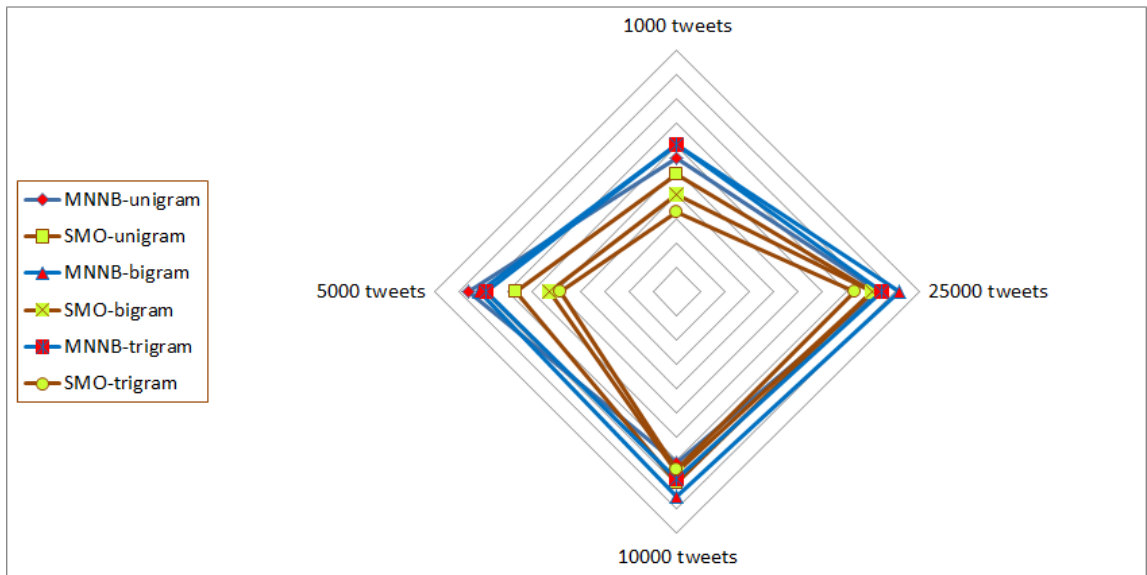 1000 tweets
MNNB-unigram
SMO-unigram
MNNB-bigram
SMO-bigram
MNNB-trigram
SMO-trigram
5000 tweets
25000 tweets
10000 tweets